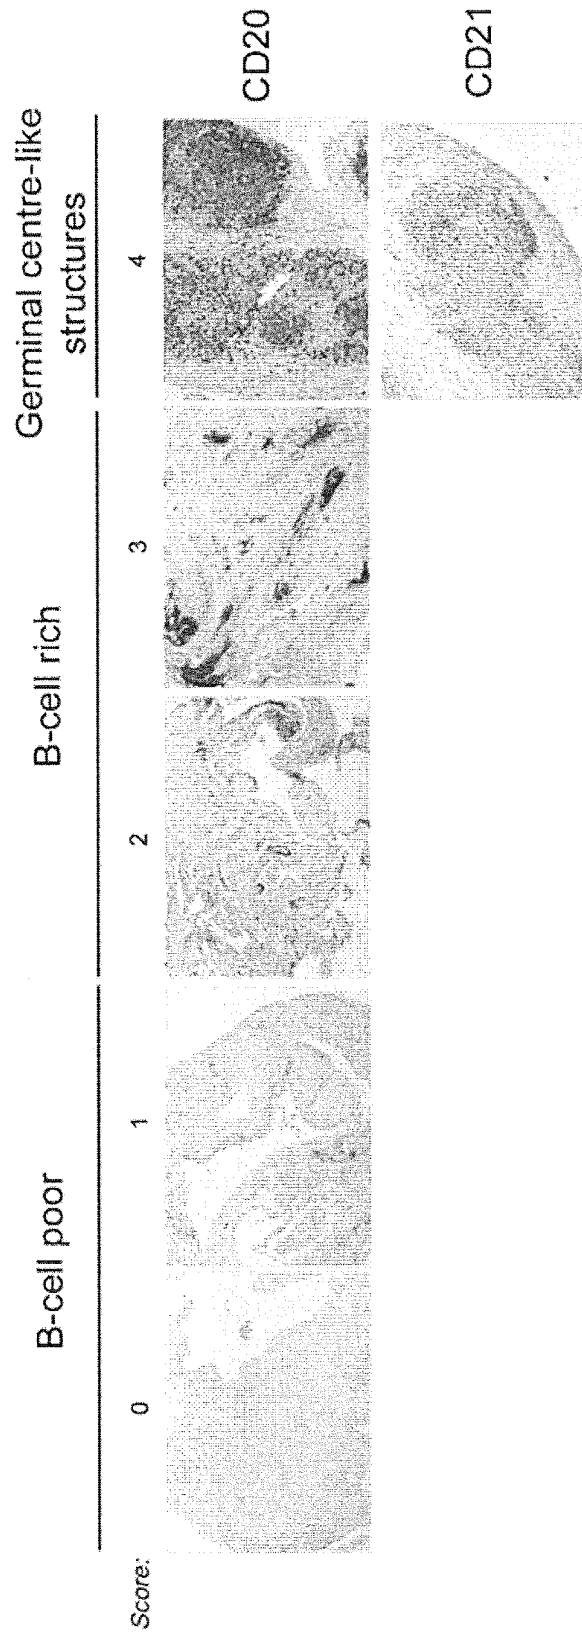 B-cell poor
B-cell rich
Germinal centre-like
structures
Score:
0
1
2
3
4
CD20
CD21